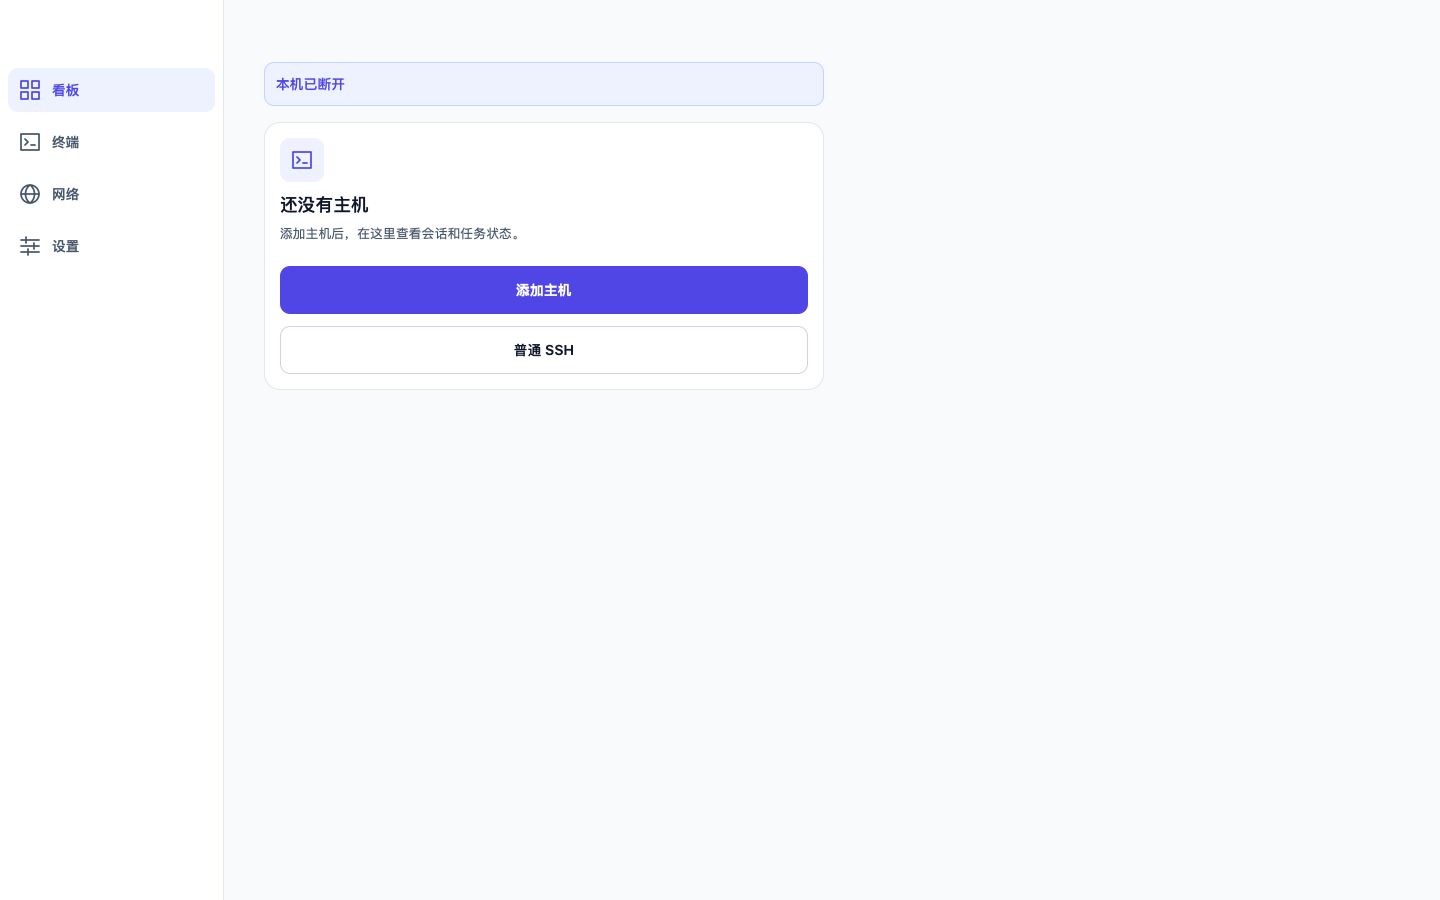 看板
终端
网络
设置
本机已断开
还没有主机
添加主机后，在这里查看会话和任务状态。
添加主机
普通 SSH